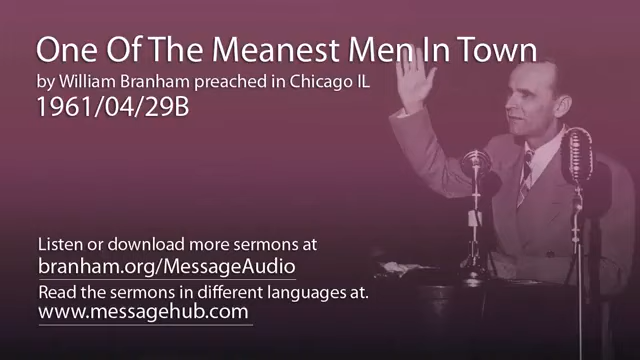 One Of The Meanest Men In Town
by William Branham preached in Chicago IL
1961/04/29B
Listen or download more sermons at
branham.org/MessageAudio
Read the sermons in different languages at.
www.messagehub.com